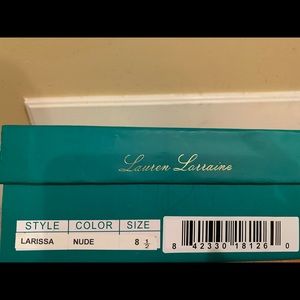 Lauren Lorraine
STYLE COLOR SIZE
LARISSA NUDE 8 ½
8 42330 18126 0